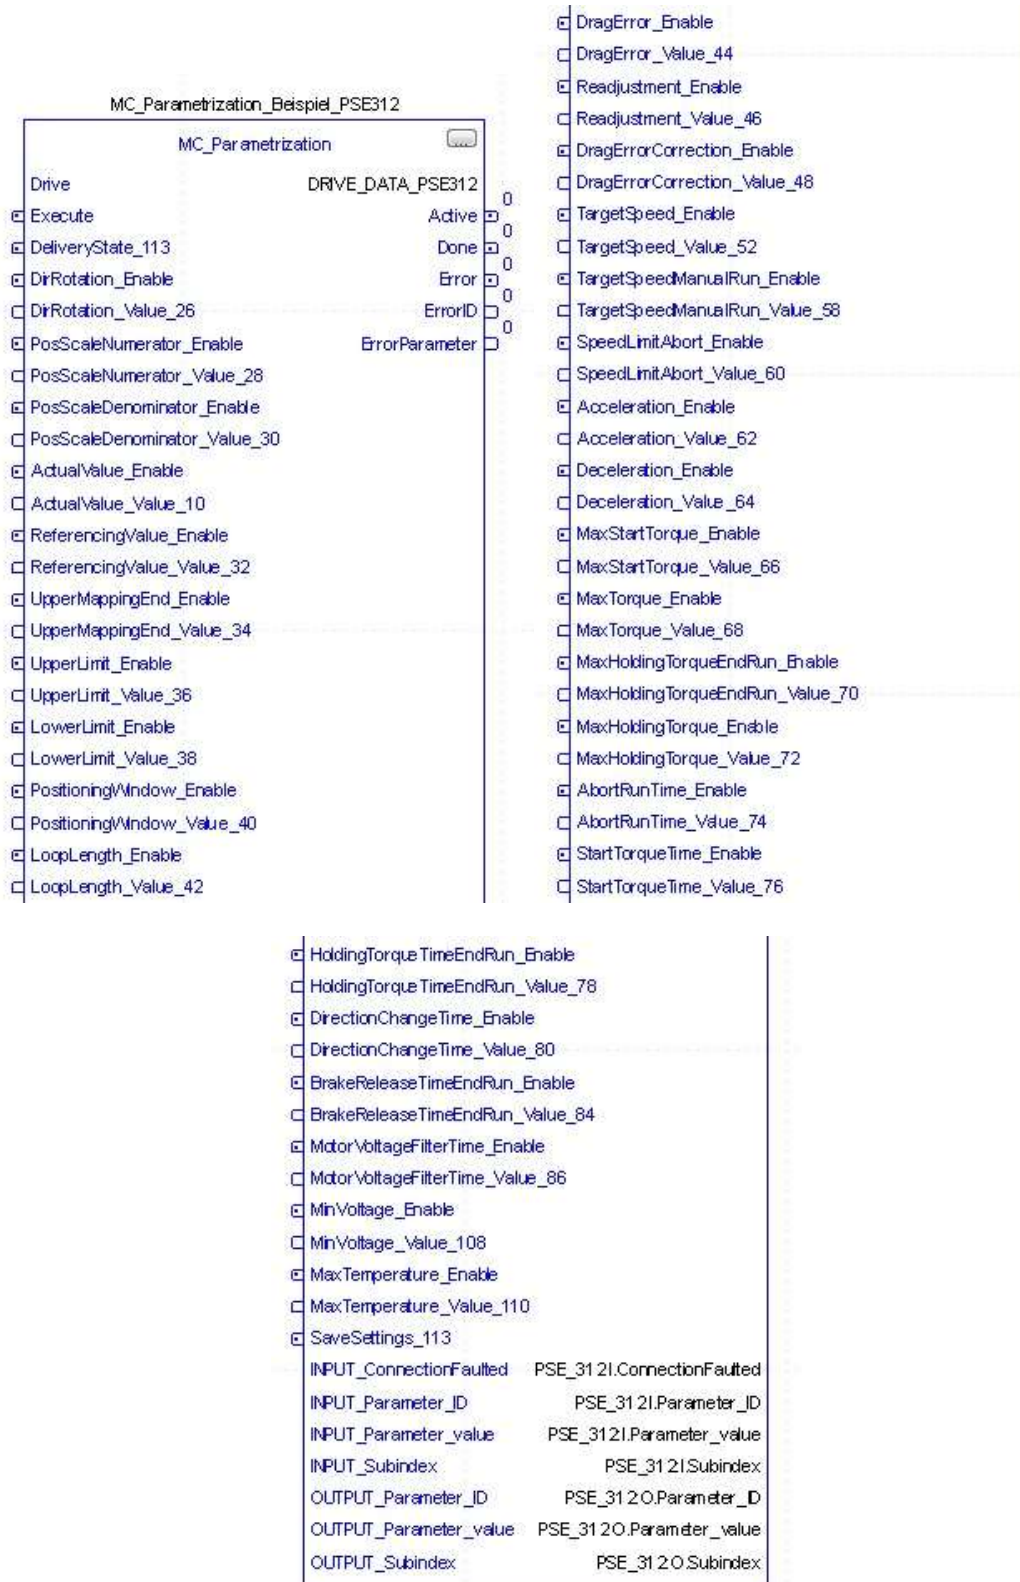 MC_Parametrization_Beispiel_PSE312
MC_Parametrization
...
Drive DRIVE_DATA_PSE312
Execute Active 0
DeliveryState_113 Done 0
DirRotation_Enable Error 0
DirRotation_Value_26 ErrorID 0
PosScaleNumerator_Enable ErrorParameter 0
PosScaleNumerator_Value_28
PosScaleDenominator_Enable
PosScaleDenominator_Value_30
ActualValue_Enable
ActualValue_Value_10
ReferencingValue_Enable
ReferencingValue_Value_32
UpperMappingEnd_Enable
UpperMappingEnd_Value_34
UpperLimit_Enable
UpperLimit_Value_36
LowerLimit_Enable
LowerLimit_Value_38
PositioningWindow_Enable
PositioningWindow_Value_40
LoopLength_Enable
LoopLength_Value_42
DragError_Enable
DragError_Value_44
Readjustment_Enable
Readjustment_Value_46
DragErrorCorrection_Enable
DragErrorCorrection_Value_48
TargetSpeed_Enable
TargetSpeed_Value_52
TargetSpeedManualRun_Enable
TargetSpeedManualRun_Value_58
SpeedLimitAbort_Enable
SpeedLimitAbort_Value_60
Acceleration_Enable
Acceleration_Value_62
Deceleration_Enable
Deceleration_Value_64
MaxStartTorque_Enable
MaxStartTorque_Value_66
MaxTorque_Enable
MaxTorque_Value_68
MaxHoldingTorqueEndRun_Enable
MaxHoldingTorqueEndRun_Value_70
MaxHoldingTorque_Enable
MaxHoldingTorque_Value_72
AbortRunTime_Enable
AbortRunTime_Value_74
StartTorqueTime_Enable
StartTorqueTime_Value_76
HoldingTorqueTimeEndRun_Enable
HoldingTorqueTimeEndRun_Value_78
DirectionChangeTime_Enable
DirectionChangeTime_Value_80
BrakeReleaseTimeEndRun_Enable
BrakeReleaseTimeEndRun_Value_84
MotorVoltageFilterTime_Enable
MotorVoltageFilterTime_Value_86
MinVoltage_Enable
MinVoltage_Value_108
MaxTemperature_Enable
MaxTemperature_Value_110
SaveSettings_113
INPUT_ConnectionFaulted PSE_312I.ConnectionFaulted
INPUT_Parameter_ID PSE_312I.Parameter_ID
INPUT_Parameter_value PSE_312I.Parameter_value
INPUT_Subindex PSE_312I.Subindex
OUTPUT_Parameter_ID PSE_312O.Parameter_ID
OUTPUT_Parameter_value PSE_312O.Parameter_value
OUTPUT_Subindex PSE_312O.Subindex